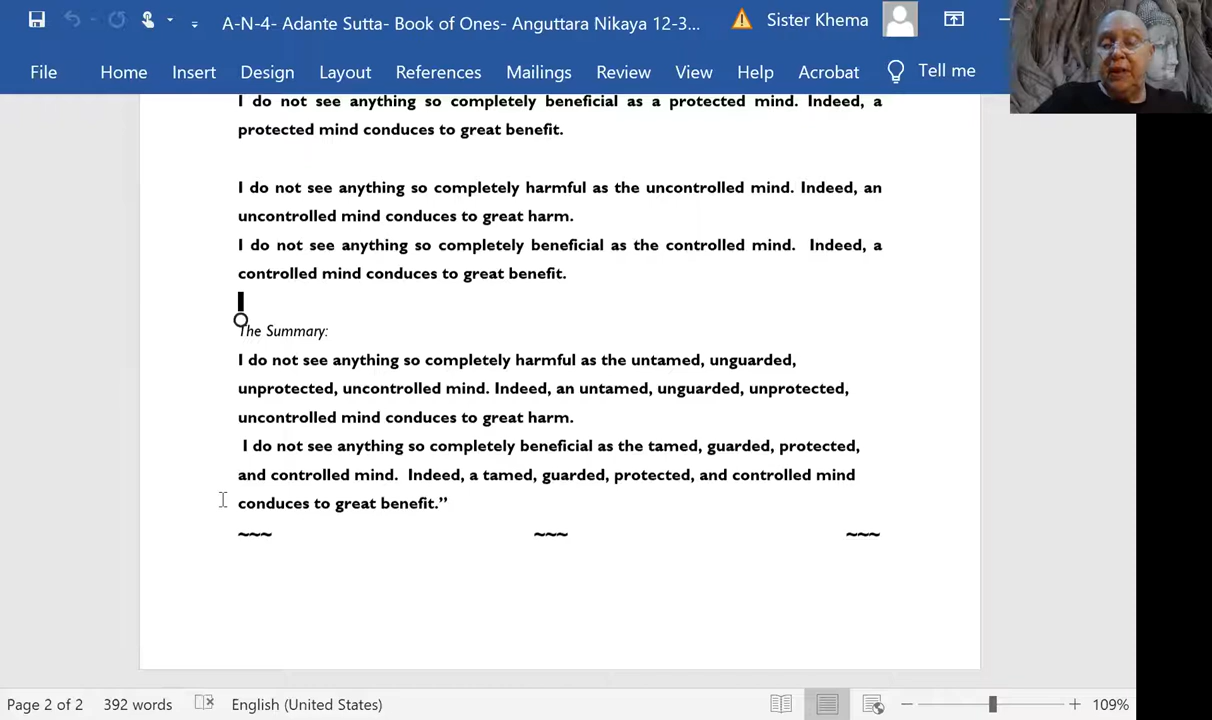 A-N-4- Adante Sutta- Book of Ones- Anguttara Nikaya 12-3...
Sister Khema
File Home Insert Design Layout References Mailings Review View Help Acrobat Tell me
I do not see anything so completely beneficial as a protected mind. Indeed, a
protected mind conduces to great benefit.
I do not see anything so completely harmful as the uncontrolled mind. Indeed, an
uncontrolled mind conduces to great harm.
I do not see anything so completely beneficial as the controlled mind. Indeed, a
controlled mind conduces to great benefit.
The Summary:
I do not see anything so completely harmful as the untamed, unguarded,
unprotected, uncontrolled mind. Indeed, an untamed, unguarded, unprotected,
uncontrolled mind conduces to great harm.
I do not see anything so completely beneficial as the tamed, guarded, protected,
and controlled mind. Indeed, a tamed, guarded, protected, and controlled mind
conduces to great benefit.”
~~~ ~~~ ~~~
Page 2 of 2 392 words English (United States) 109%